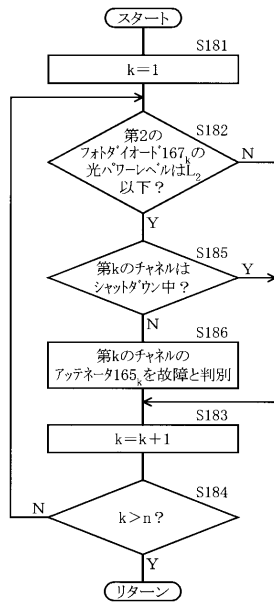 スタート
S181
k=1
S182
第2の
フォトダイオード167kの
光パワーレベルはL2
以下？
N
Y
S185
第kのチャネルは
シャットダウン中？
Y
N
S186
第kのチャネルの
アッテネータ165kを故障と判別
S183
k=k+1
S184
N
k>n？
Y
リターン